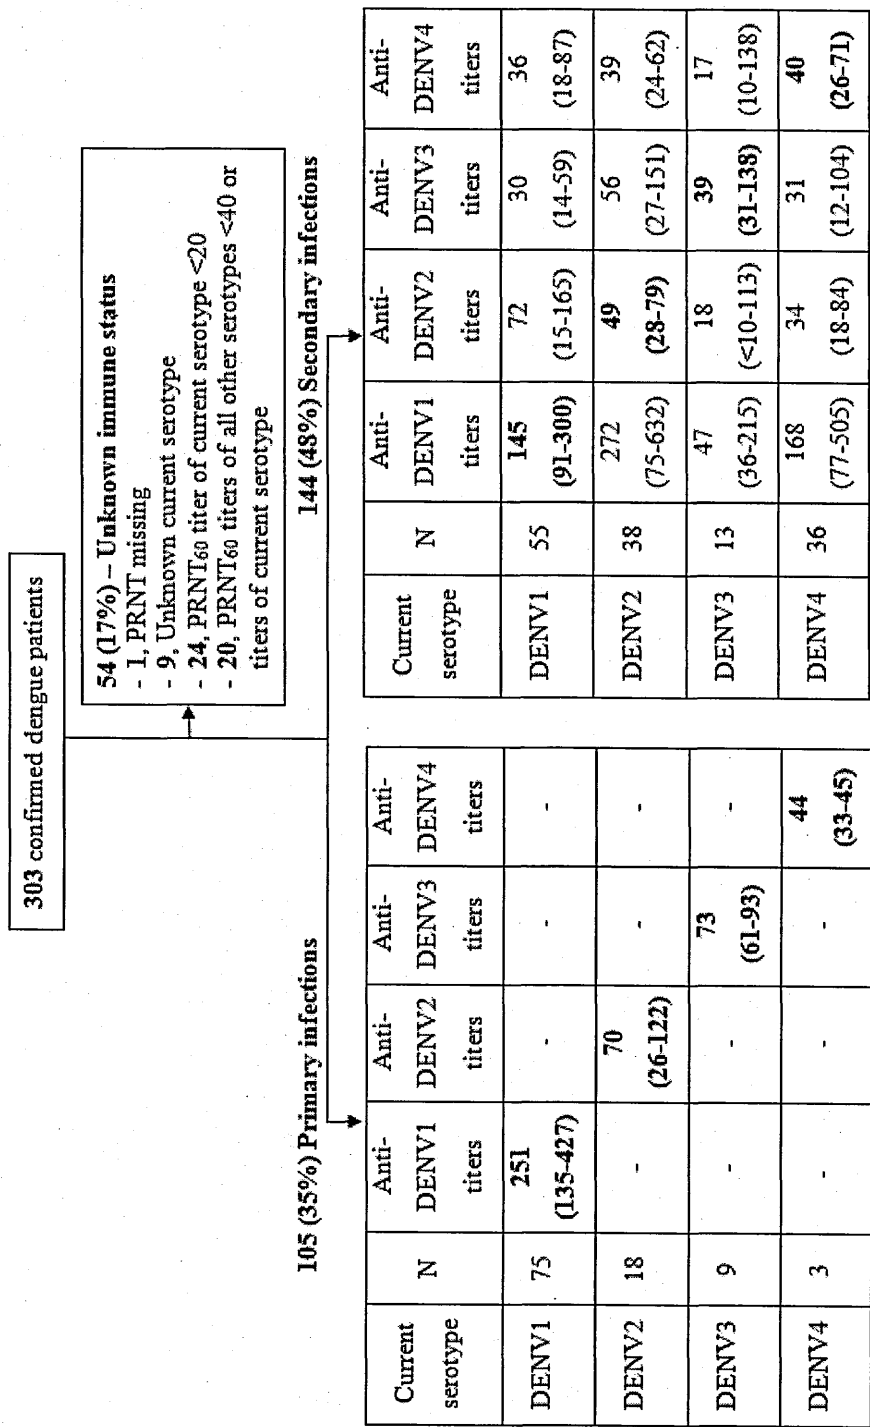 303 confirmed dengue patients
54 (17%) – Unknown immune status
- 1, PRNT missing
- 9, Unknown current serotype
- 24, PRNT60 titer of current serotype <20
- 20, PRNT60 titers of all other serotypes <40 or
titers of current serotype
105 (35%) Primary infections
Current serotype | N | Anti-DENV1 titers | Anti-DENV2 titers | Anti-DENV3 titers | Anti-DENV4 titers
DENV1 | 75 | 251 (135-427) | - | - | -
DENV2 | 18 | - | 70 (26-122) | - | -
DENV3 | 9 | - | - | 73 (61-93) | -
DENV4 | 3 | - | - | - | 44 (33-45)
144 (48%) Secondary infections
Current serotype | N | Anti-DENV1 titers | Anti-DENV2 titers | Anti-DENV3 titers | Anti-DENV4 titers
DENV1 | 55 | 145 (91-300) | 72 (15-165) | 30 (14-59) | 36 (18-87)
DENV2 | 38 | 272 (75-632) | 49 (28-79) | 56 (27-151) | 39 (24-62)
DENV3 | 13 | 47 (36-215) | 18 (<10-113) | 39 (31-138) | 17 (10-138)
DENV4 | 36 | 168 (77-505) | 34 (18-84) | 31 (12-104) | 40 (26-71)